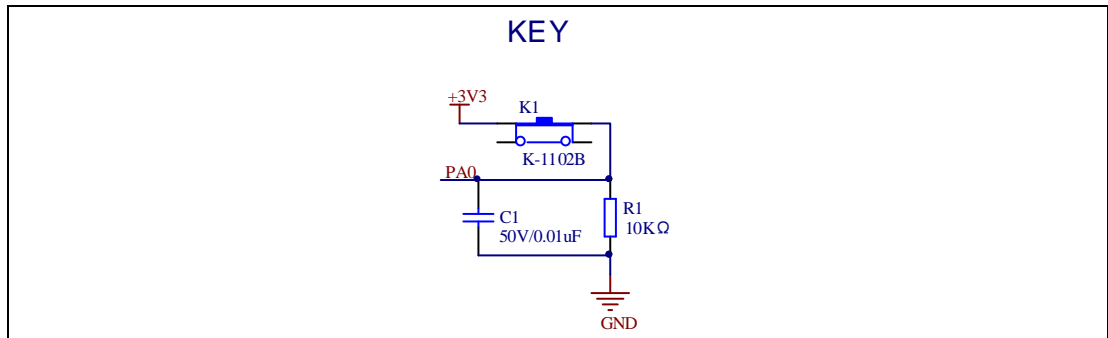 KEY
+3V3
K1
K-1102B
PA0
C1
50V/0.01uF
R1
10KΩ
GND